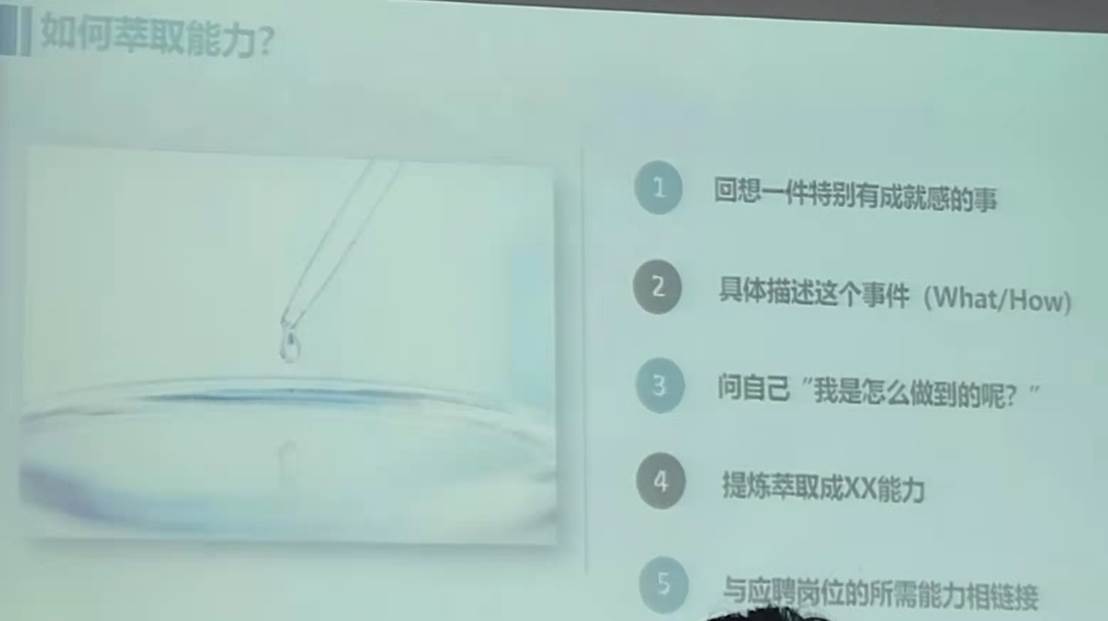 如何萃取能力?
1 回想一件特别有成就感的事
2 具体描述这个事件 (What/How)
3 问自己“我是怎么做到的呢?”
4 提炼萃取成XX能力
5 与应聘岗位的所需能力相链接